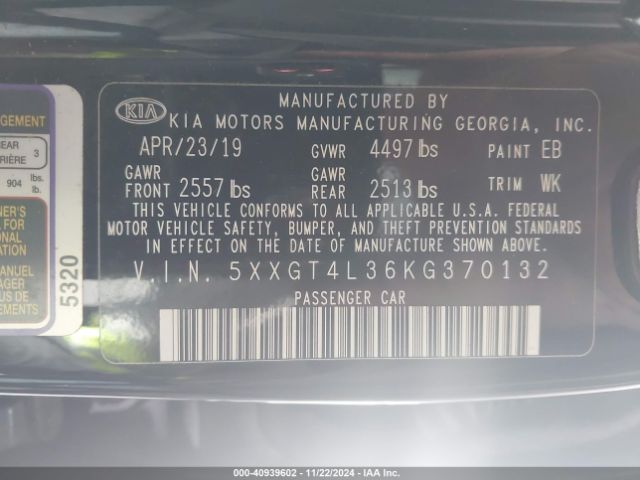 AGEMENT
EAR 3
RIÈRE
904 lbs.
lb.
NER'S
L FOR
ONAL
ATION
ANUEL
AGER
US DE
EMENTS
5320
KIA
MANUFACTURED BY
KIA MOTORS MANUFACTURING GEORGIA, INC.
APR/23/19 GVWR 4497 lbs PAINT EB
GAWR GAWR
FRONT 2557 lbs REAR 2513 lbs TRIM WK
THIS VEHICLE CONFORMS TO ALL APPLICABLE U.S.A. FEDERAL
MOTOR VEHICLE SAFETY, BUMPER, AND THEFT PREVENTION STANDARDS
IN EFFECT ON THE DATE OF MANUFACTURE SHOWN ABOVE.
V.I.N. 5XXGT4L36KG370132
PASSENGER CAR
000-40939602 - 11/22/2024 - IAA Inc.